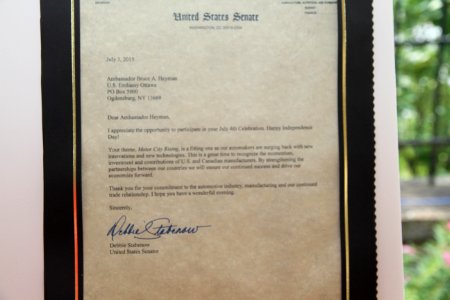 United States Senate
WASHINGTON, DC 20510
July 3, 2015
Ambassador Bruce A. Heyman
U.S. Embassy Ottawa
PO Box 5000
Ogdensburg, NY 13669
Dear Ambassador Heyman,
I appreciate the opportunity to participate in your July 4th Celebration. Happy Independence
Day!
Your theme, Motor City Rising, is a fitting one as our automakers are surging back with new
innovations and new technologies. This is a great time to recognize the momentum,
investment and contributions of U.S. and Canadian manufacturers. By strengthening the
partnerships between our countries we will ensure our continued success and drive our
economies forward.
Thank you for your commitment to the automotive industry, manufacturing and our continued
trade relationship. I hope you have a wonderful evening.
Sincerely,
Debbie Stabenow
Debbie Stabenow
United States Senator